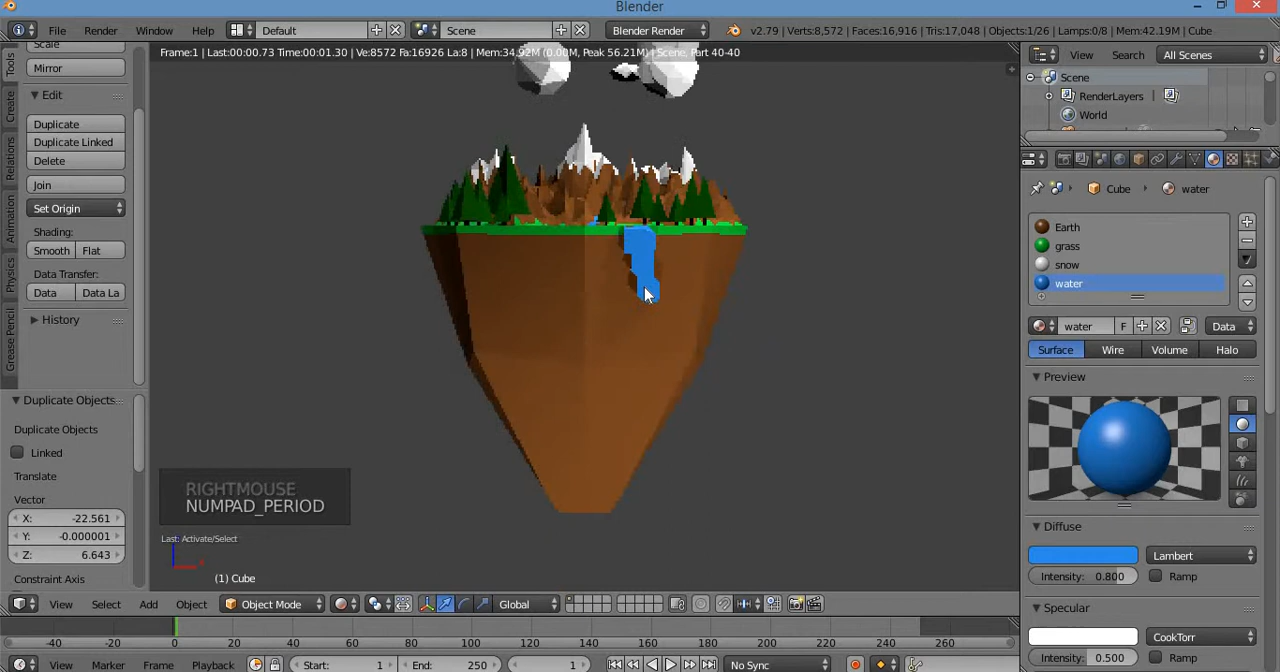 Blender
File Render Window Help Default Scene Blender Render v2.79 | Verts:8,572 | Faces:16,916 | Tris:17,048 | Objects:1/26 | Lamps:0/8 | Mem:42.19M | Cube
Frame:1 | Last:00:00.73 Time:00:01.30 | Ve:8572 Fa:16926 La:8 | Mem:34.92M (0.00M, Peak 56.21M) | Scene, Part 40-40
View Search All Scenes
Scene
RenderLayers
World
Tools
Create
Relations
Animation
Physics
Grease Pencil
Scale
Mirror
Edit
Duplicate
Duplicate Linked
Delete
Join
Set Origin
Shading:
Smooth Flat
Data Transfer:
Data Data La
History
Duplicate Objects
Duplicate Objects
Linked
Translate
Vector
X: -22.561
Y: -0.000001
Z: 6.643
Constraint Axis
RIGHTMOUSE
NUMPAD_PERIOD
Last: Activate/Select
(1) Cube
Cube water
Earth
grass
snow
water
water F Data
Surface Wire Volume Halo
Preview
Diffuse
Lambert
Intensity: 0.800 Ramp
Specular
CookTorr
Intensity: 0.500 Ramp
View Select Add Object Object Mode Global
-40 -20 0 20 40 60 80 100 120 140 160 180 200 220 240 260
View Marker Frame Playback Start: 1 End: 250 1 No Sync